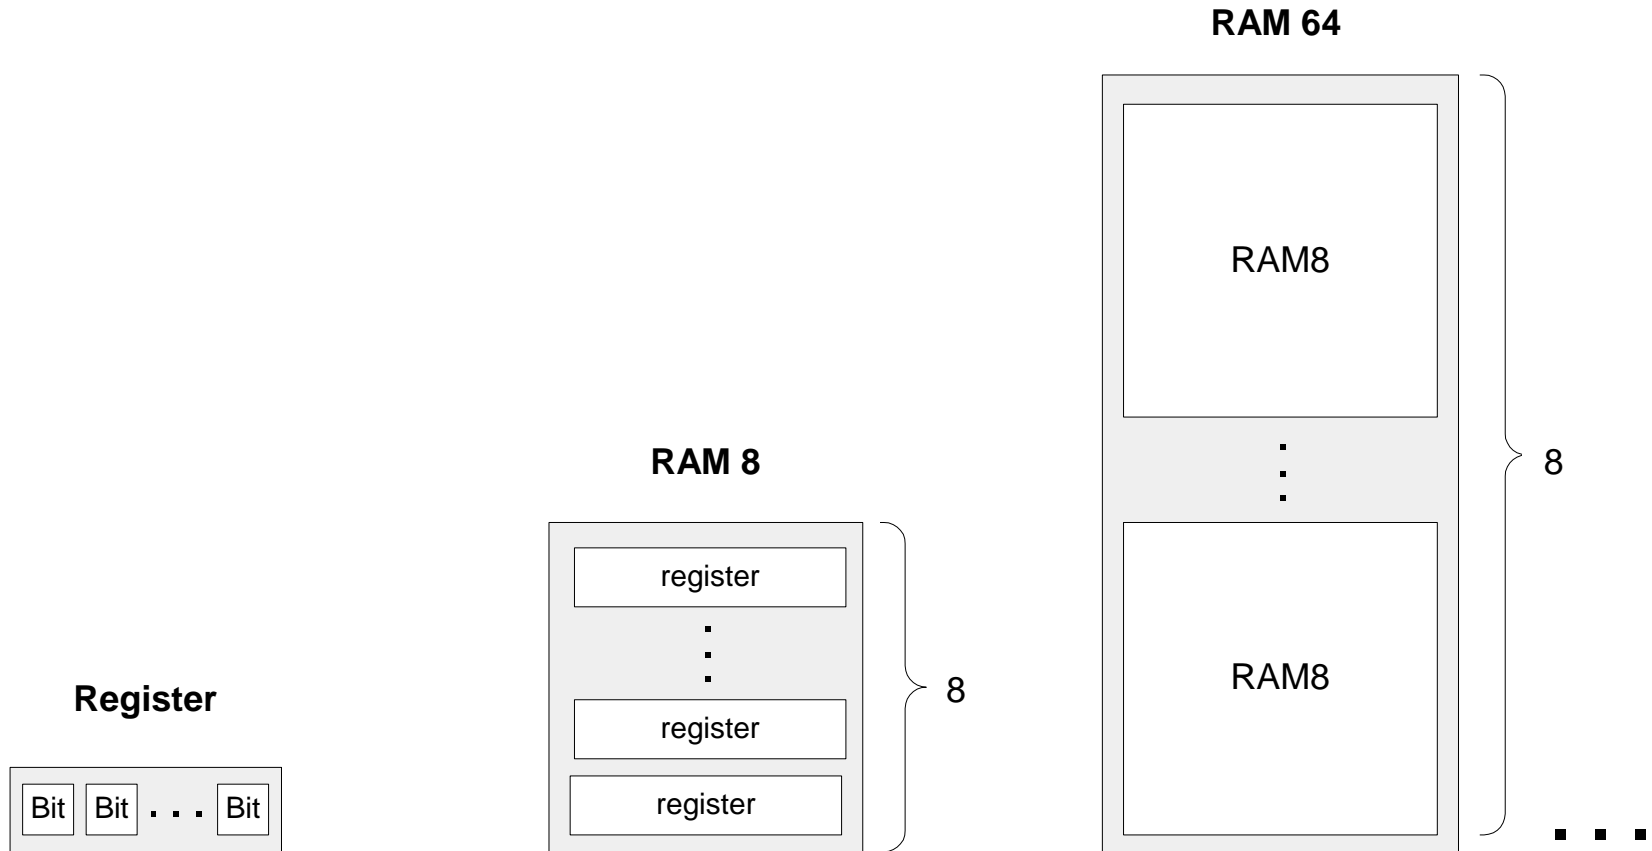 RAM 64
RAM8
8
RAM 8
register
register
8
register
RAM8
Register
Bit Bit . . . Bit